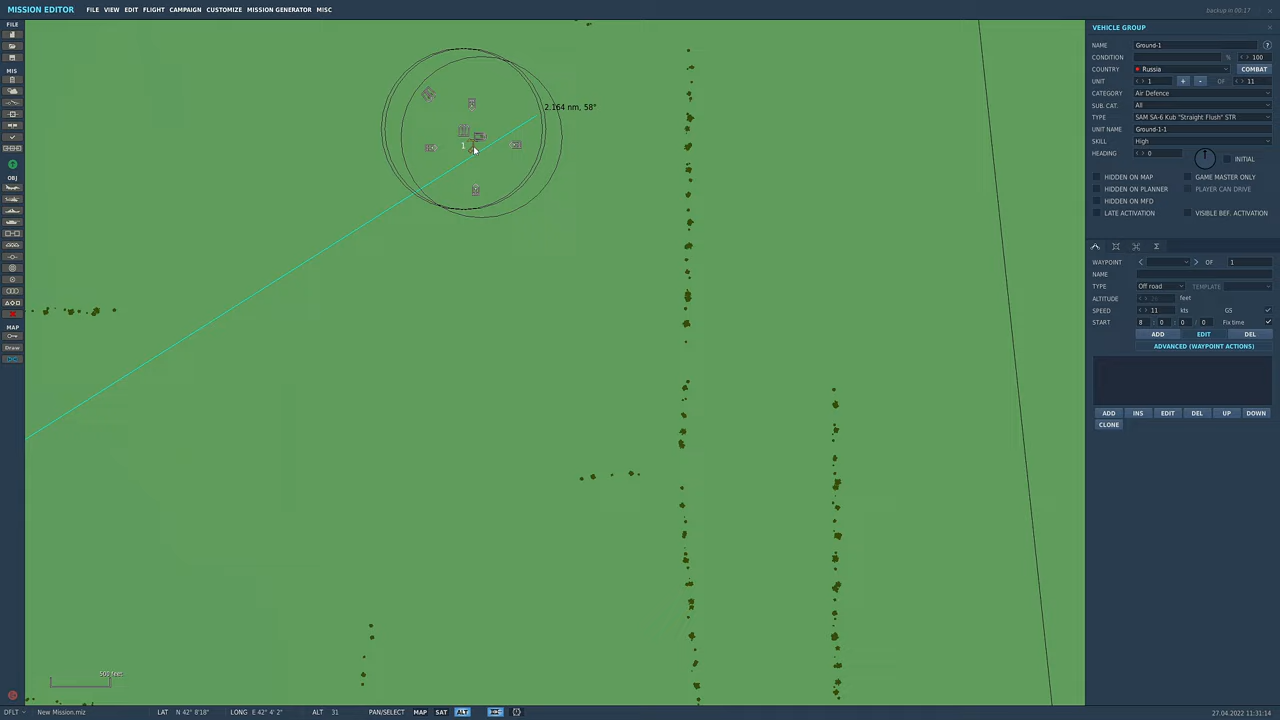 MISSION EDITOR FILE VIEW EDIT FLIGHT CAMPAIGN CUSTOMIZE MISSION GENERATOR MISC
backup in 00:17
FILE
MIS
OBJ
MAP
Draw
2.164 nm, 58°
1
500 feet
VEHICLE GROUP
NAME Ground-1 ?
CONDITION % 100
COUNTRY Russia COMBAT
UNIT 1 + - OF 11
CATEGORY Air Defence
SUB. CAT. All
TYPE SAM SA-6 Kub "Straight Flush" STR
UNIT NAME Ground-1-1
SKILL High
HEADING 0 INITIAL
HIDDEN ON MAP GAME MASTER ONLY
HIDDEN ON PLANNER PLAYER CAN DRIVE
HIDDEN ON MFD
LATE ACTIVATION VISIBLE BEF. ACTIVATION
WAYPOINT OF 1
NAME
TYPE Off road TEMPLATE
ALTITUDE feet
SPEED 11 kts GS
START 8 : 0 : 0 / 0 Fix time
ADD EDIT DEL
ADVANCED (WAYPOINT ACTIONS)
ADD INS EDIT DEL UP DOWN
CLONE
DFLT New Mission.miz LAT N 42° 8'18" LONG E 42° 4' 2" ALT 31 PAN/SELECT MAP SAT ALT 27.04.2022 11:31:14